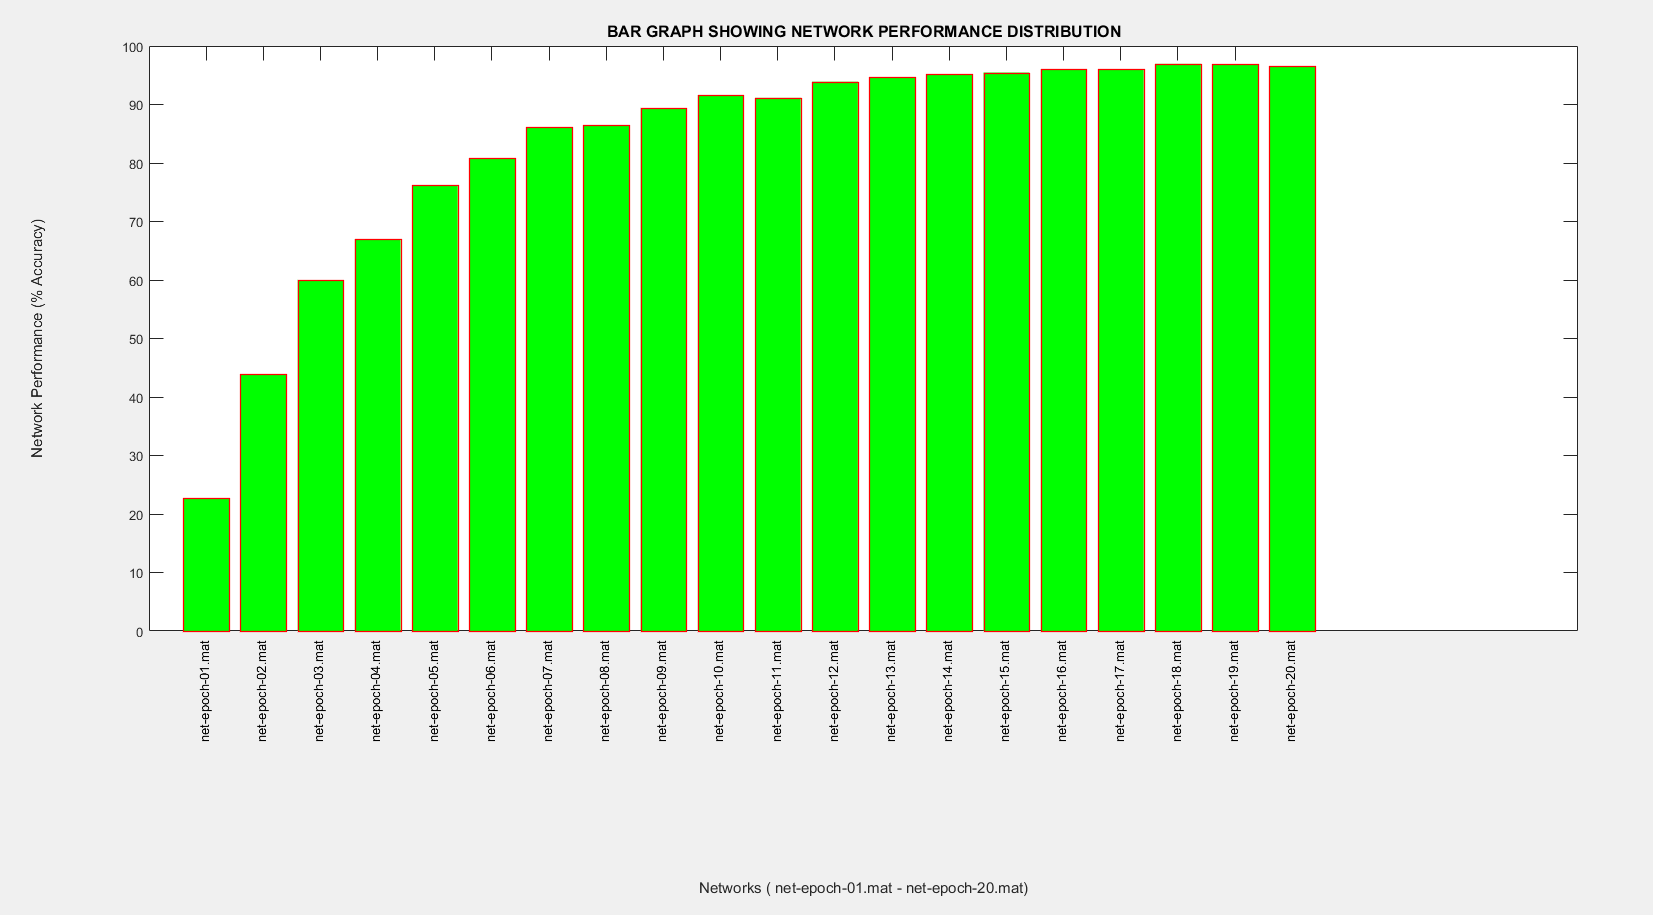 BAR GRAPH SHOWING NETWORK PERFORMANCE DISTRIBUTION
Network Performance (% Accuracy)
100
90
80
70
60
50
40
30
20
10
0
net-epoch-01.mat
net-epoch-02.mat
net-epoch-03.mat
net-epoch-04.mat
net-epoch-05.mat
net-epoch-06.mat
net-epoch-07.mat
net-epoch-08.mat
net-epoch-09.mat
net-epoch-10.mat
net-epoch-11.mat
net-epoch-12.mat
net-epoch-13.mat
net-epoch-14.mat
net-epoch-15.mat
net-epoch-16.mat
net-epoch-17.mat
net-epoch-18.mat
net-epoch-19.mat
net-epoch-20.mat
Networks ( net-epoch-01.mat - net-epoch-20.mat)